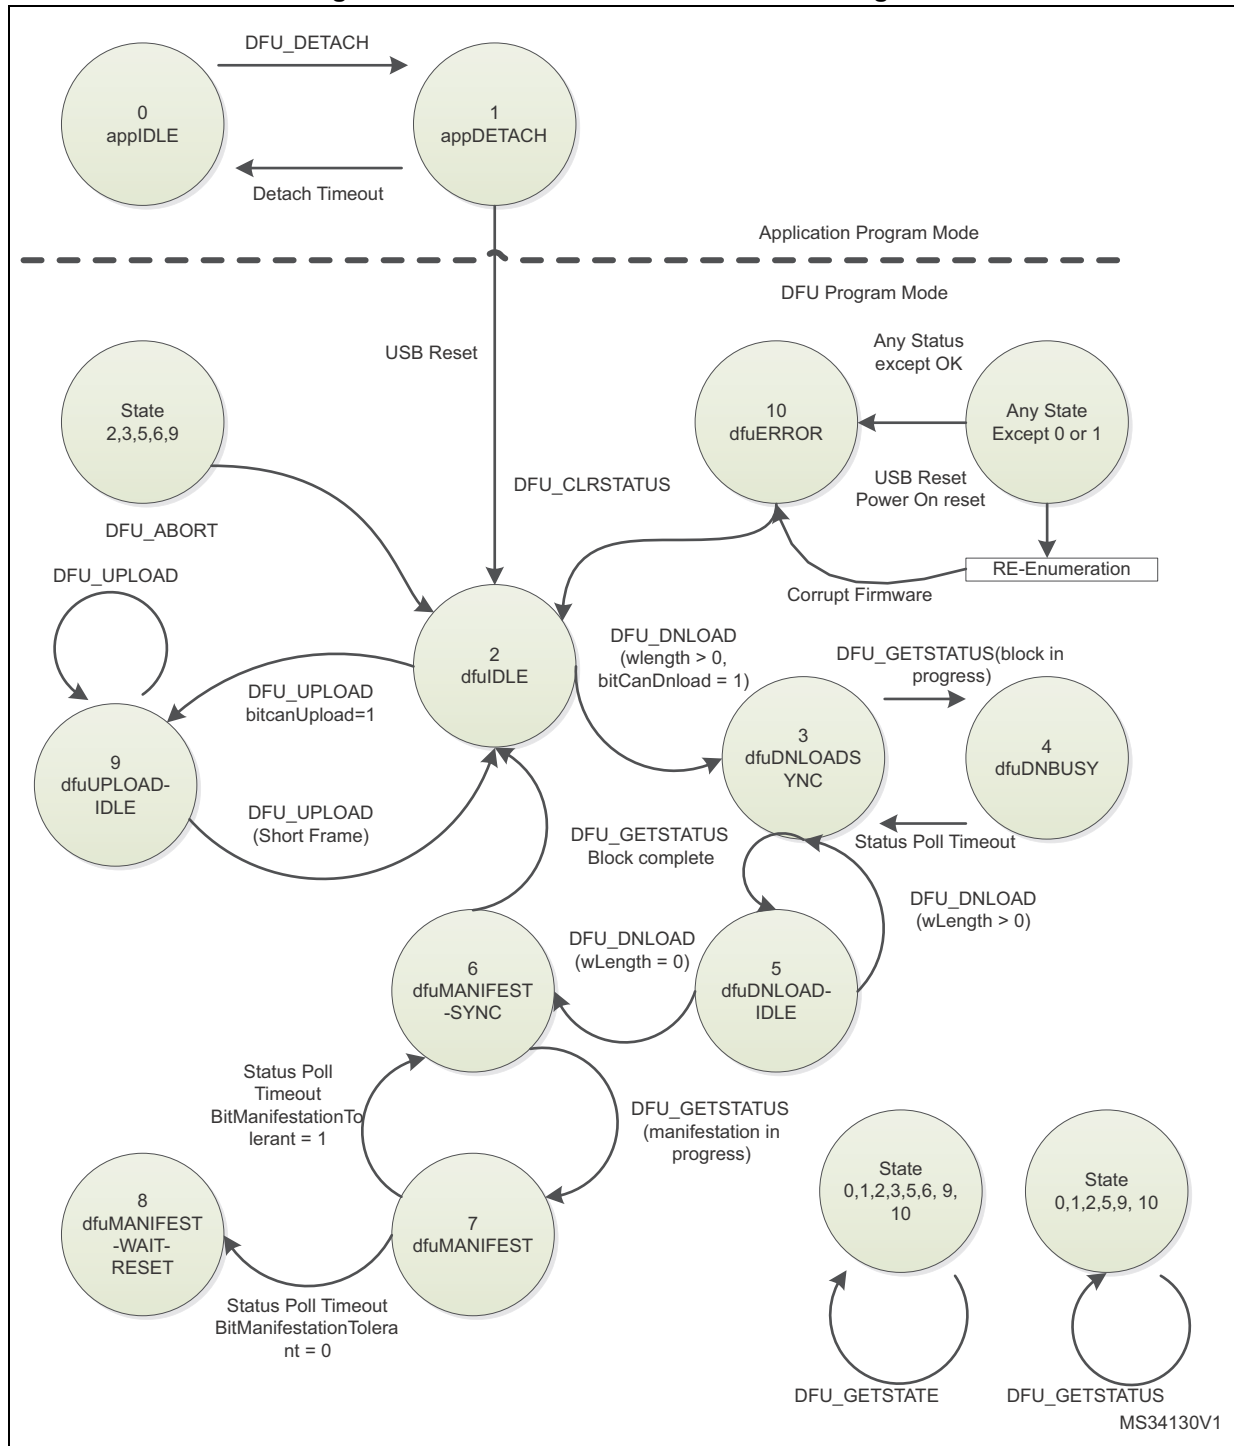 DFU_DETACH
0
appIDLE
1
appDETACH
Detach Timeout
Application Program Mode
DFU Program Mode
USB Reset
Any Status
except OK
State
2,3,5,6,9
10
dfuERROR
Any State
Except 0 or 1
USB Reset
Power On reset
DFU_CLRSTATUS
DFU_ABORT
RE-Enumeration
Corrupt Firmware
DFU_UPLOAD
2
dfuIDLE
DFU_DNLOAD
(wlength > 0,
bitCanDnload = 1)
DFU_GETSTATUS(block in
progress)
DFU_UPLOAD
bitcanUpload=1
3
dfuDNLOADS
YNC
4
dfuDNBUSY
9
dfuUPLOAD-
IDLE
DFU_UPLOAD
(Short Frame)
DFU_GETSTATUS
Block complete
Status Poll Timeout
DFU_DNLOAD
(wLength > 0)
DFU_DNLOAD
(wLength = 0)
6
dfuMANIFEST
-SYNC
5
dfuDNLOAD-
IDLE
Status Poll
Timeout
BitManifestationTo
lerant = 1
DFU_GETSTATUS
(manifestation in
progress)
8
dfuMANIFEST
-WAIT-
RESET
7
dfuMANIFEST
State
0,1,2,3,5,6, 9,
10
State
0,1,2,5,9, 10
Status Poll Timeout
BitManifestationTolera
nt = 0
DFU_GETSTATE
DFU_GETSTATUS
MS34130V1